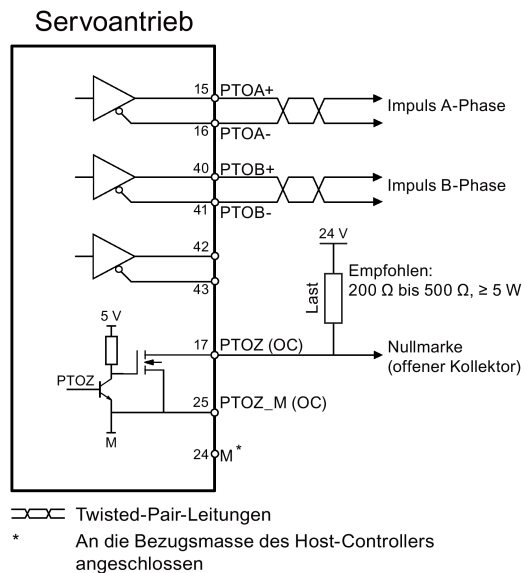 Servoantrieb
15 PTOA+
Impuls A-Phase
16 PTOA-
40 PTOB+
Impuls B-Phase
41 PTOB-
42
24 V
43
Last
Empfohlen:
200 Ω bis 500 Ω, ≥ 5 W
5 V
17 PTOZ (OC)
Nullmarke
(offener Kollektor)
PTOZ
25 PTOZ_M (OC)
M
24 M*
Twisted-Pair-Leitungen
* An die Bezugsmasse des Host-Controllers
angeschlossen